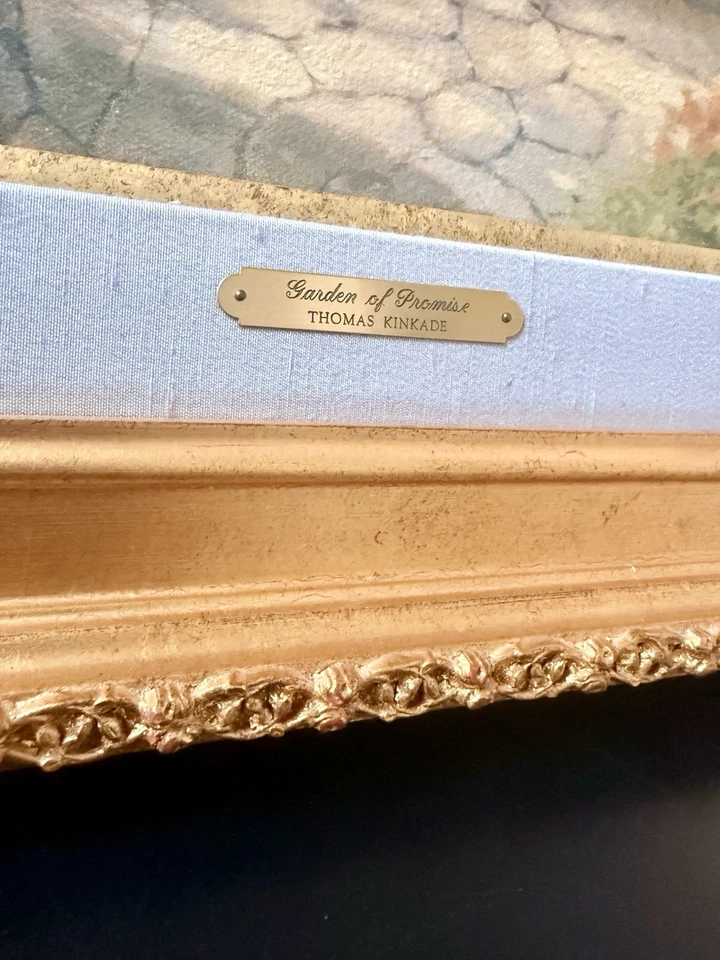 Garden of Promise
THOMAS KINKADE